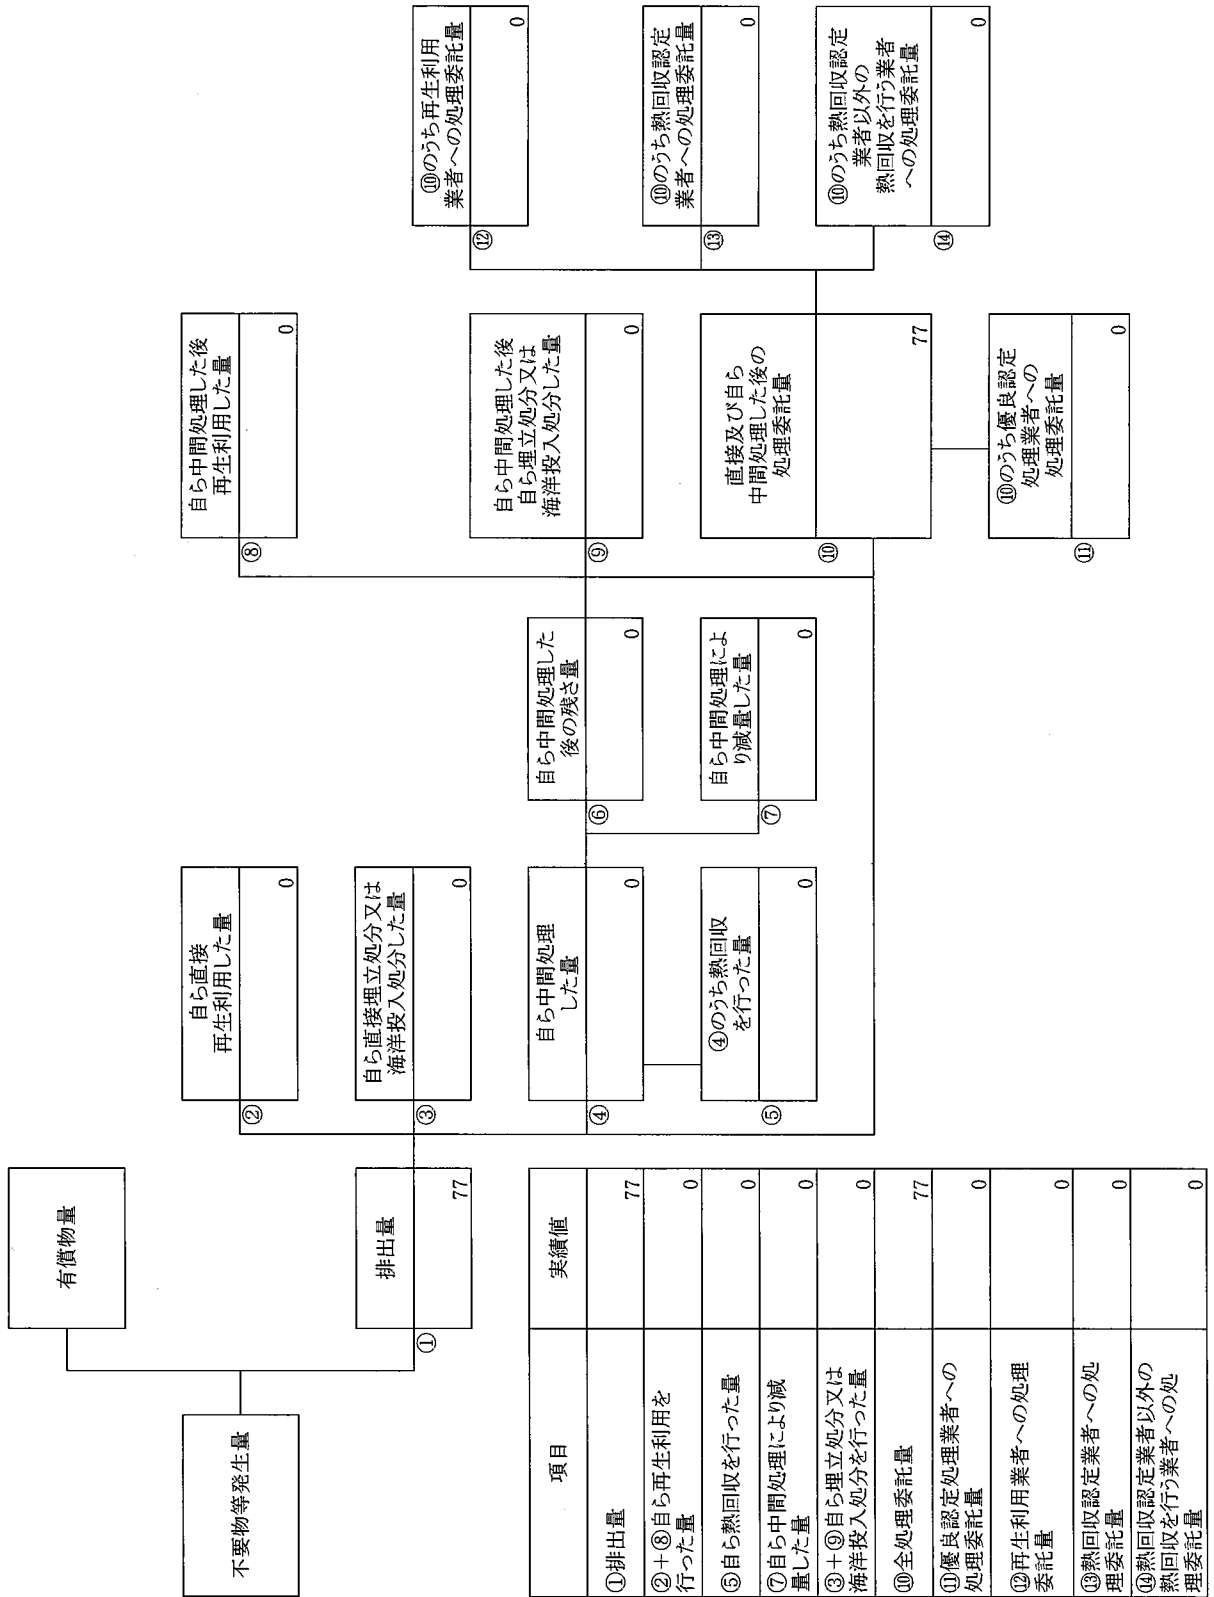 不要物等発生量
有償物量
①
排出量
77
②
自ら直接
再生利用した量
0
③
自ら直接埋立処分又は
海洋投入処分した量
0
④
自ら中間処理
した量
0
⑤
④のうち熱回収
を行った量
0
⑥
自ら中間処理した
後の残さ量
0
⑦
自ら中間処理によ
り減量した量
0
⑧
自ら中間処理した後
再生利用した量
0
⑨
自ら中間処理した後
自ら埋立処分又は
海洋投入処分した量
0
⑩
直接及び自ら
中間処理した後の
処理委託量
77
⑪
⑩のうち優良認定
処理業者への
処理委託量
0
⑫
⑩のうち再生利用
業者への処理委託量
0
⑬
⑩のうち熱回収認定
業者への処理委託量
0
⑭
⑩のうち熱回収認定
業者以外の
熱回収を行う業者
への処理委託量
0
項目 実績値
①排出量 77
②+⑧自ら再生利用を
行った量 0
⑤自ら熱回収を行った量 0
⑦自ら中間処理により減
量した量 0
③+⑨自ら埋立処分又は
海洋投入処分を行った量 0
⑩全処理委託量 77
⑪優良認定処理業者への
処理委託量 0
⑫再生利用業者への処理
委託量 0
⑬熱回収認定業者への処
理委託量 0
⑭熱回収認定業者以外の
熱回収を行う業者への処
理委託量 0